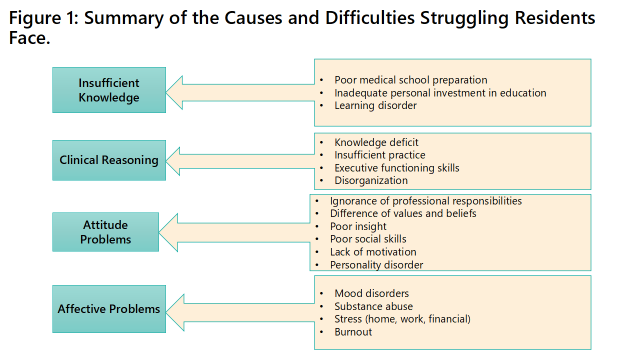 Figure 1: Summary of the Causes and Difficulties Struggling Residents
Face.
Insufficient
Knowledge
• Poor medical school preparation
• Inadequate personal investment in education
• Learning disorder
Clinical Reasoning
• Knowledge deficit
• Insufficient practice
• Executive functioning skills
• Disorganization
Attitude
Problems
• Ignorance of professional responsibilities
• Difference of values and beliefs
• Poor insight
• Poor social skills
• Lack of motivation
• Personality disorder
Affective Problems
• Mood disorders
• Substance abuse
• Stress (home, work, financial)
• Burnout